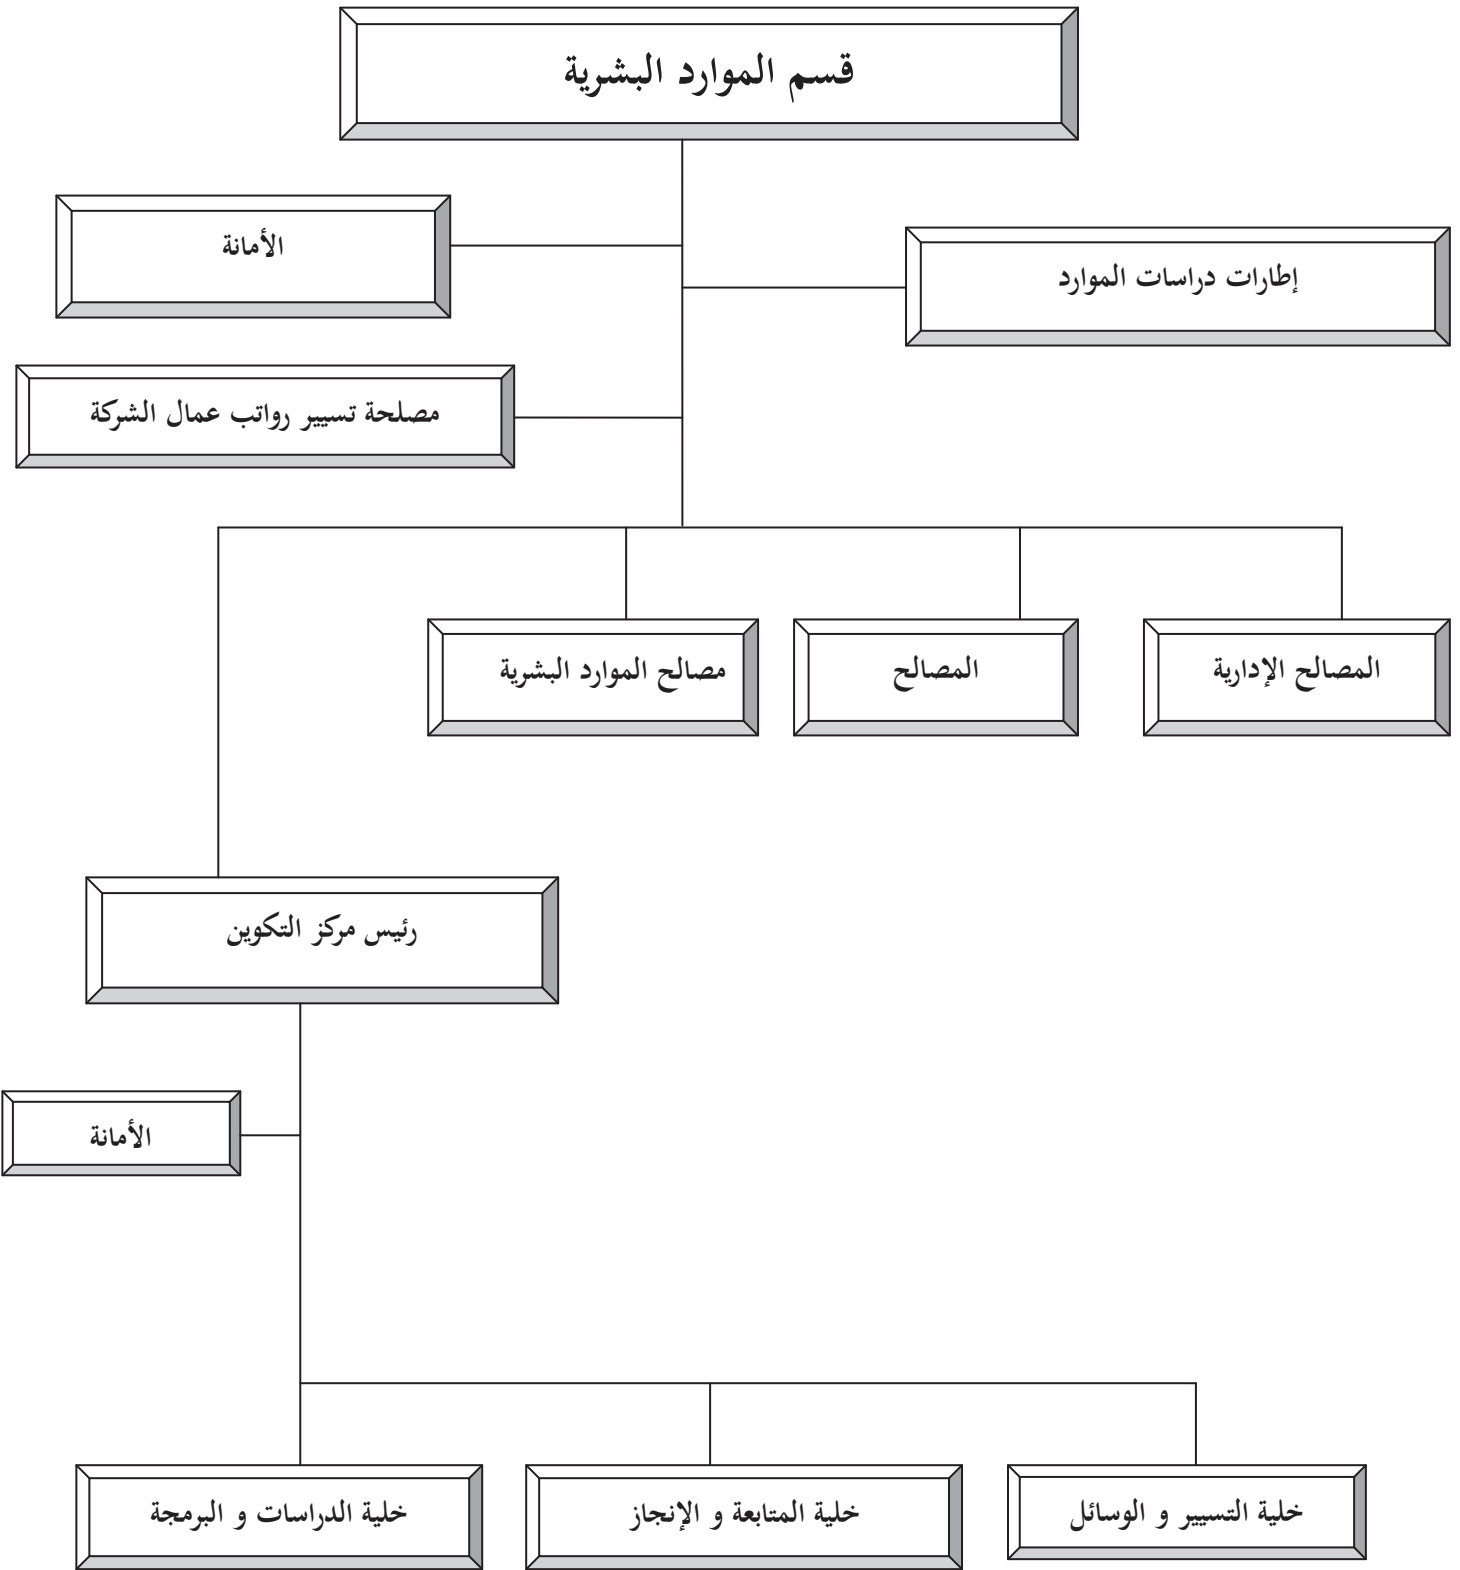 قسم الموارد البشرية
الأمانة
إطارات دراسات الموارد
مصلحة تسيير رواتب عمال الشركة
المصالح الإدارية
المصالح
مصالح الموارد البشرية
رئيس مركز التكوين
الأمانة
خلية التسيير و الوسائل
خلية المتابعة و الإنجاز
خلية الدراسات و البرمجة